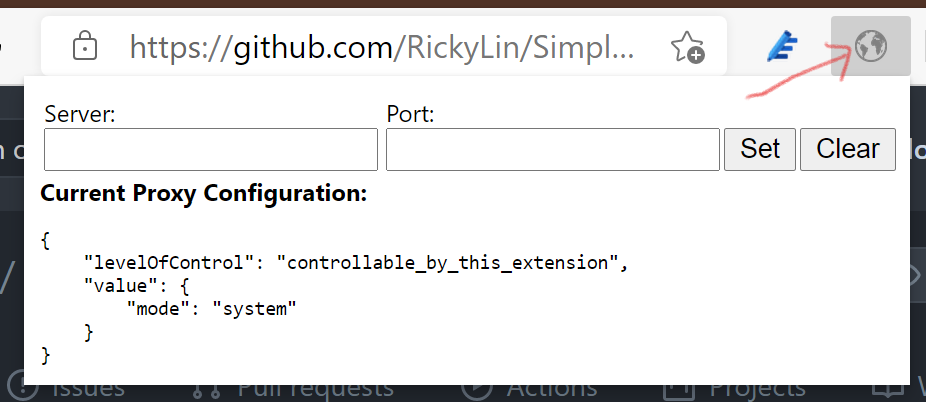 https://github.com/RickyLin/Simpl...
Server: Port:
Set Clear
Current Proxy Configuration:
{
"levelOfControl": "controllable_by_this_extension",
"value": {
"mode": "system"
}
}
Issues Pull requests Actions Projects